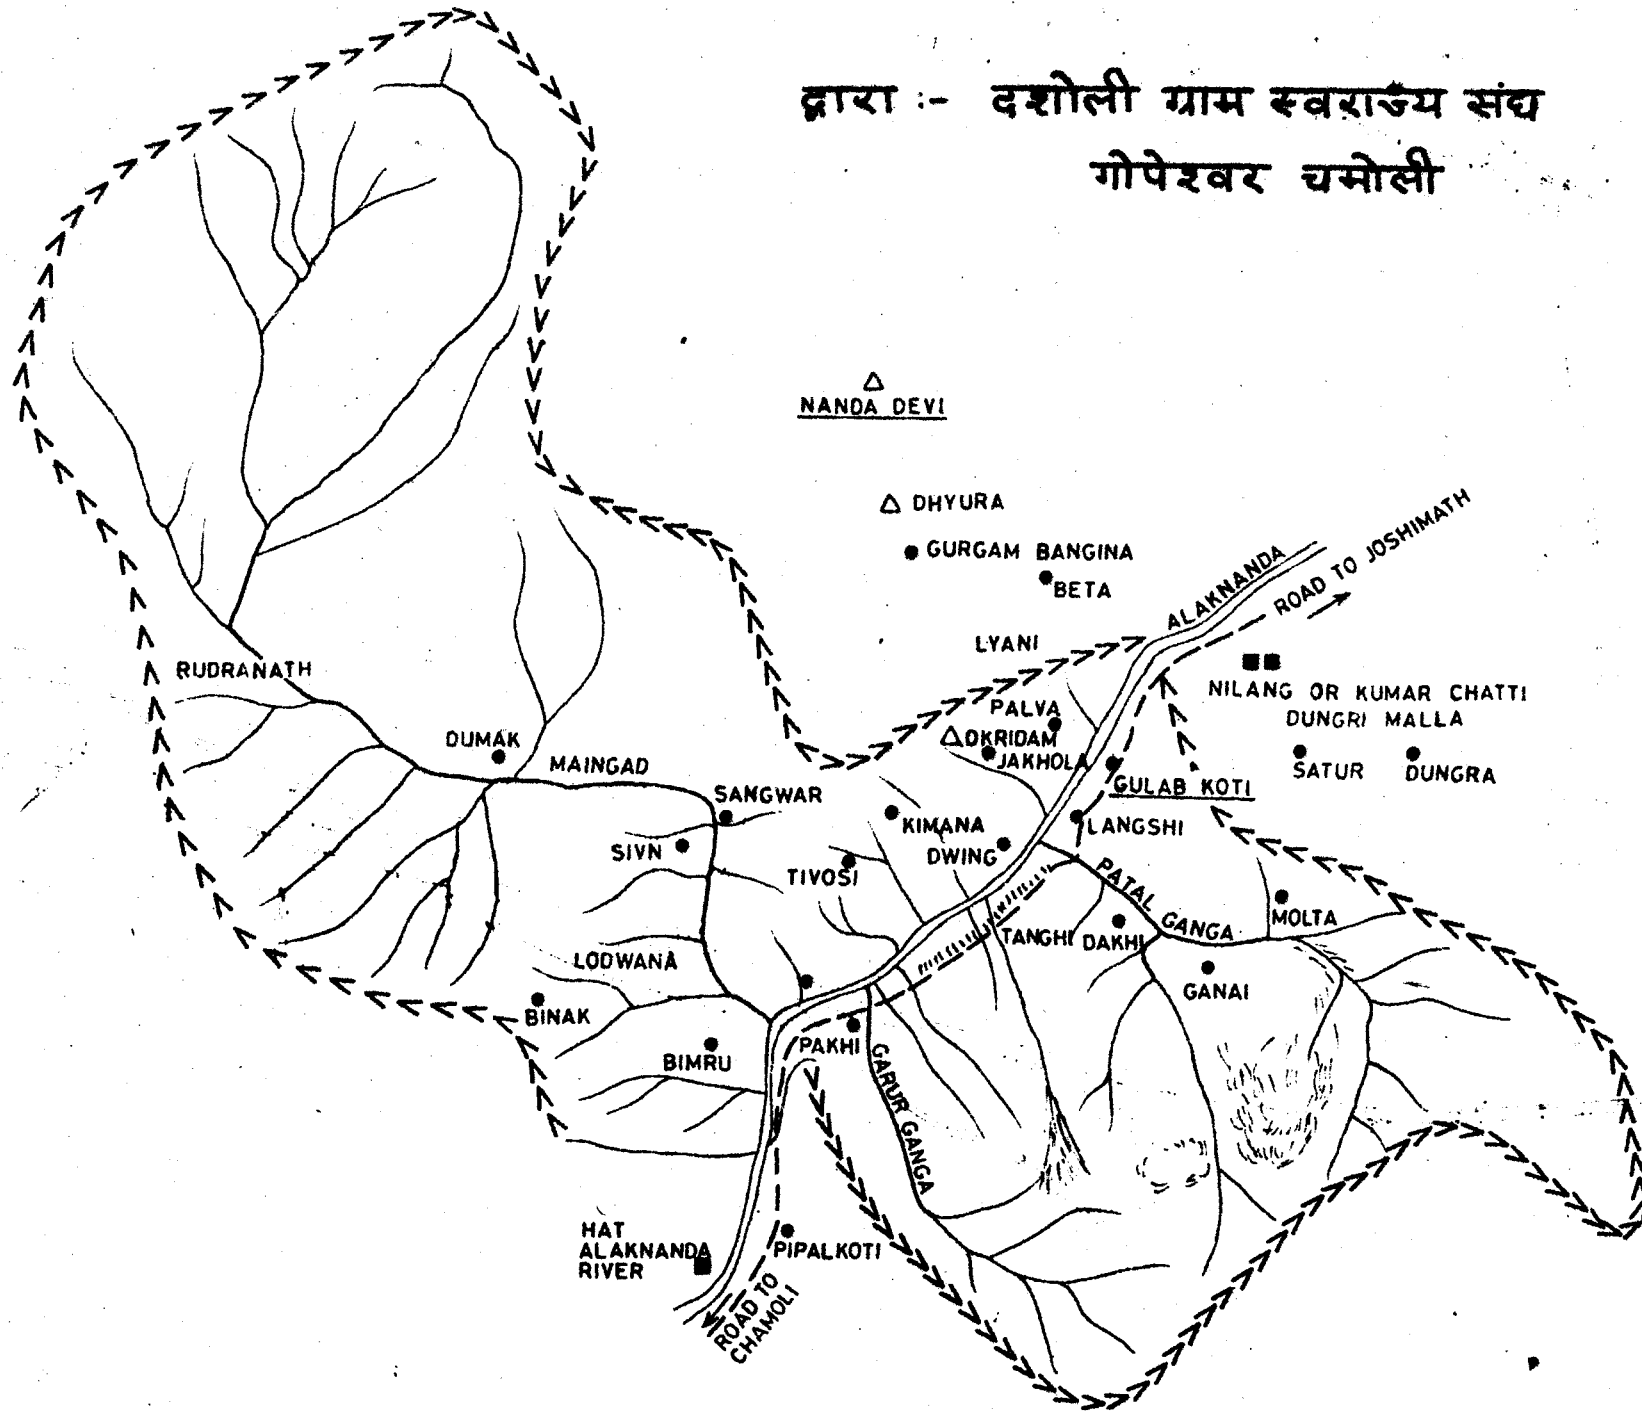 द्वारा :- दशोली ग्राम स्वराज्य संघ
गोपेश्वर चमोली
NANDA DEVI
DHYURA
GURGAM BANGINA
BETA
ALAKNANDA
ROAD TO JOSHIMATH
LYANI
RUDRANATH
NILANG OR KUMAR CHATTI
DUNGRI MALLA
PALVA
OKRIDAM
JAKHOLA
DUMAK
MAINGAD
SATUR
DUNGRA
GULAB KOTI
SANGWAR
KIMANA
LANGSHI
SIVN
DWING
TIVOSI
PATAL GANGA
MOLTA
TANGHI
DAKHI
LODWANA
GANAI
BINAK
PAKHI
BIMRU
GARUR GANGA
HAT
ALAKNANDA
RIVER
PIPALKOTI
ROAD TO
CHAMOLI